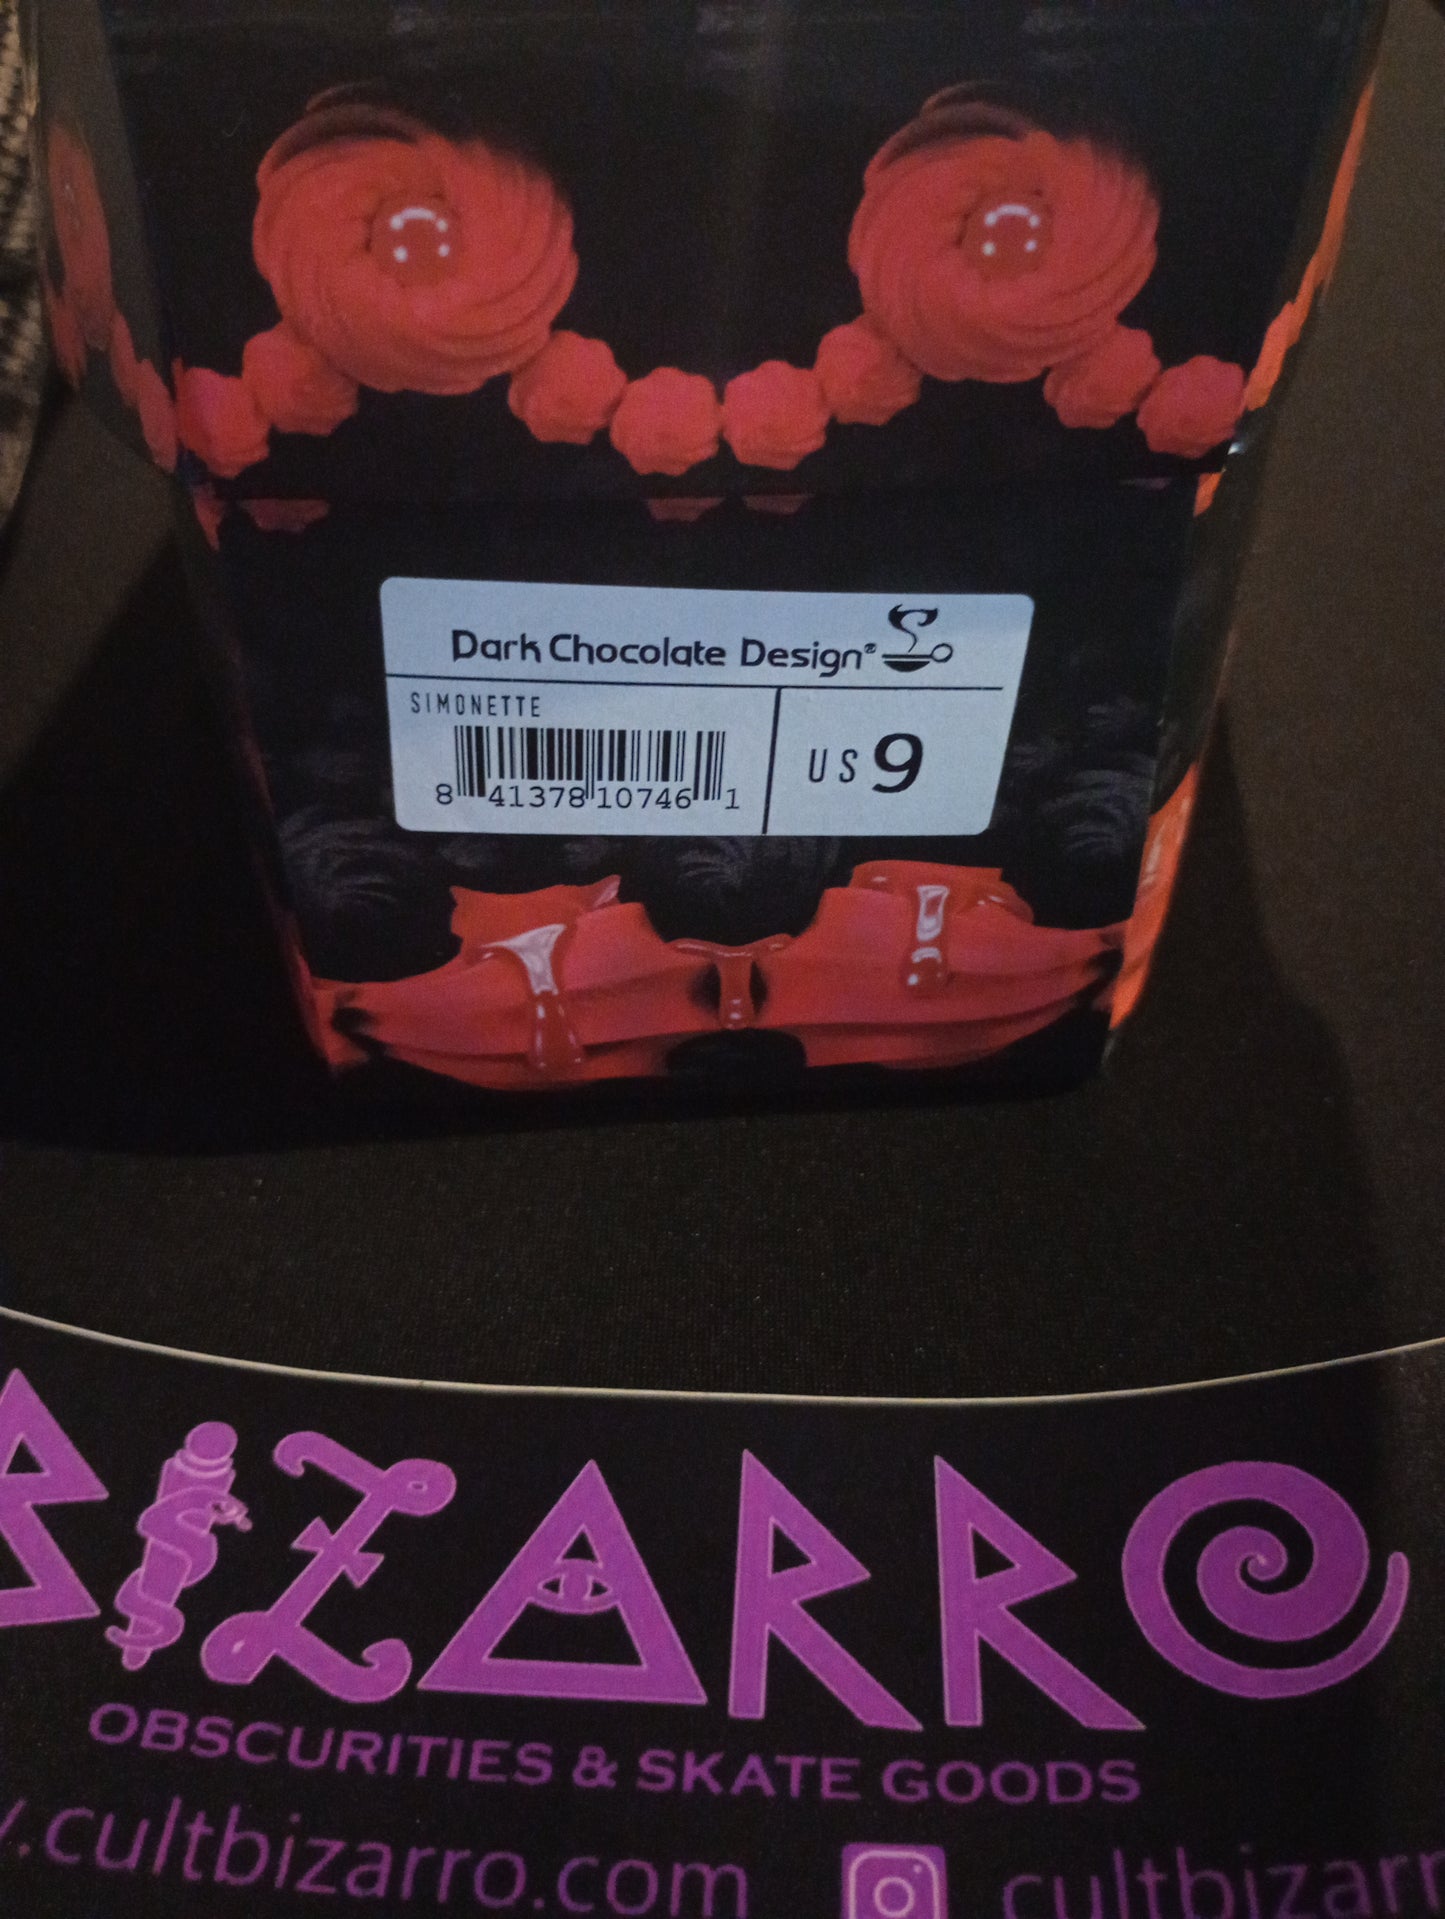 Dark Chocolate Design®
SIMONETTE
8 41378 10746 1
US 9
BIZARRO
OBSCURITIES & SKATE GOODS
.cultbizarro.com
cultbizarr